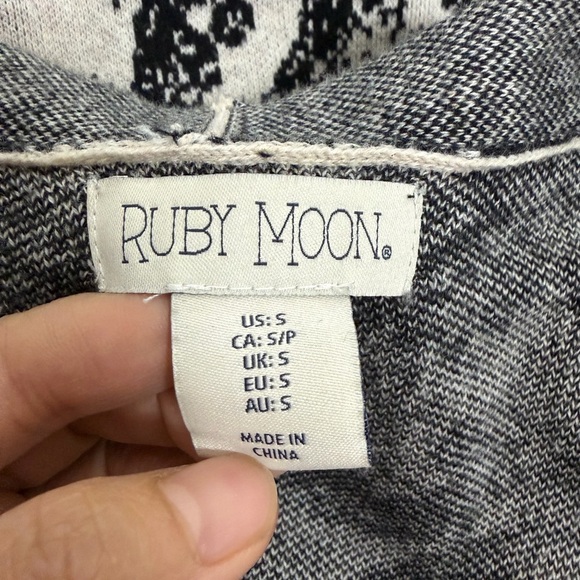 RUBY MOON®
US: S
CA: S/P
UK: S
EU: S
AU: S
MADE IN
CHINA